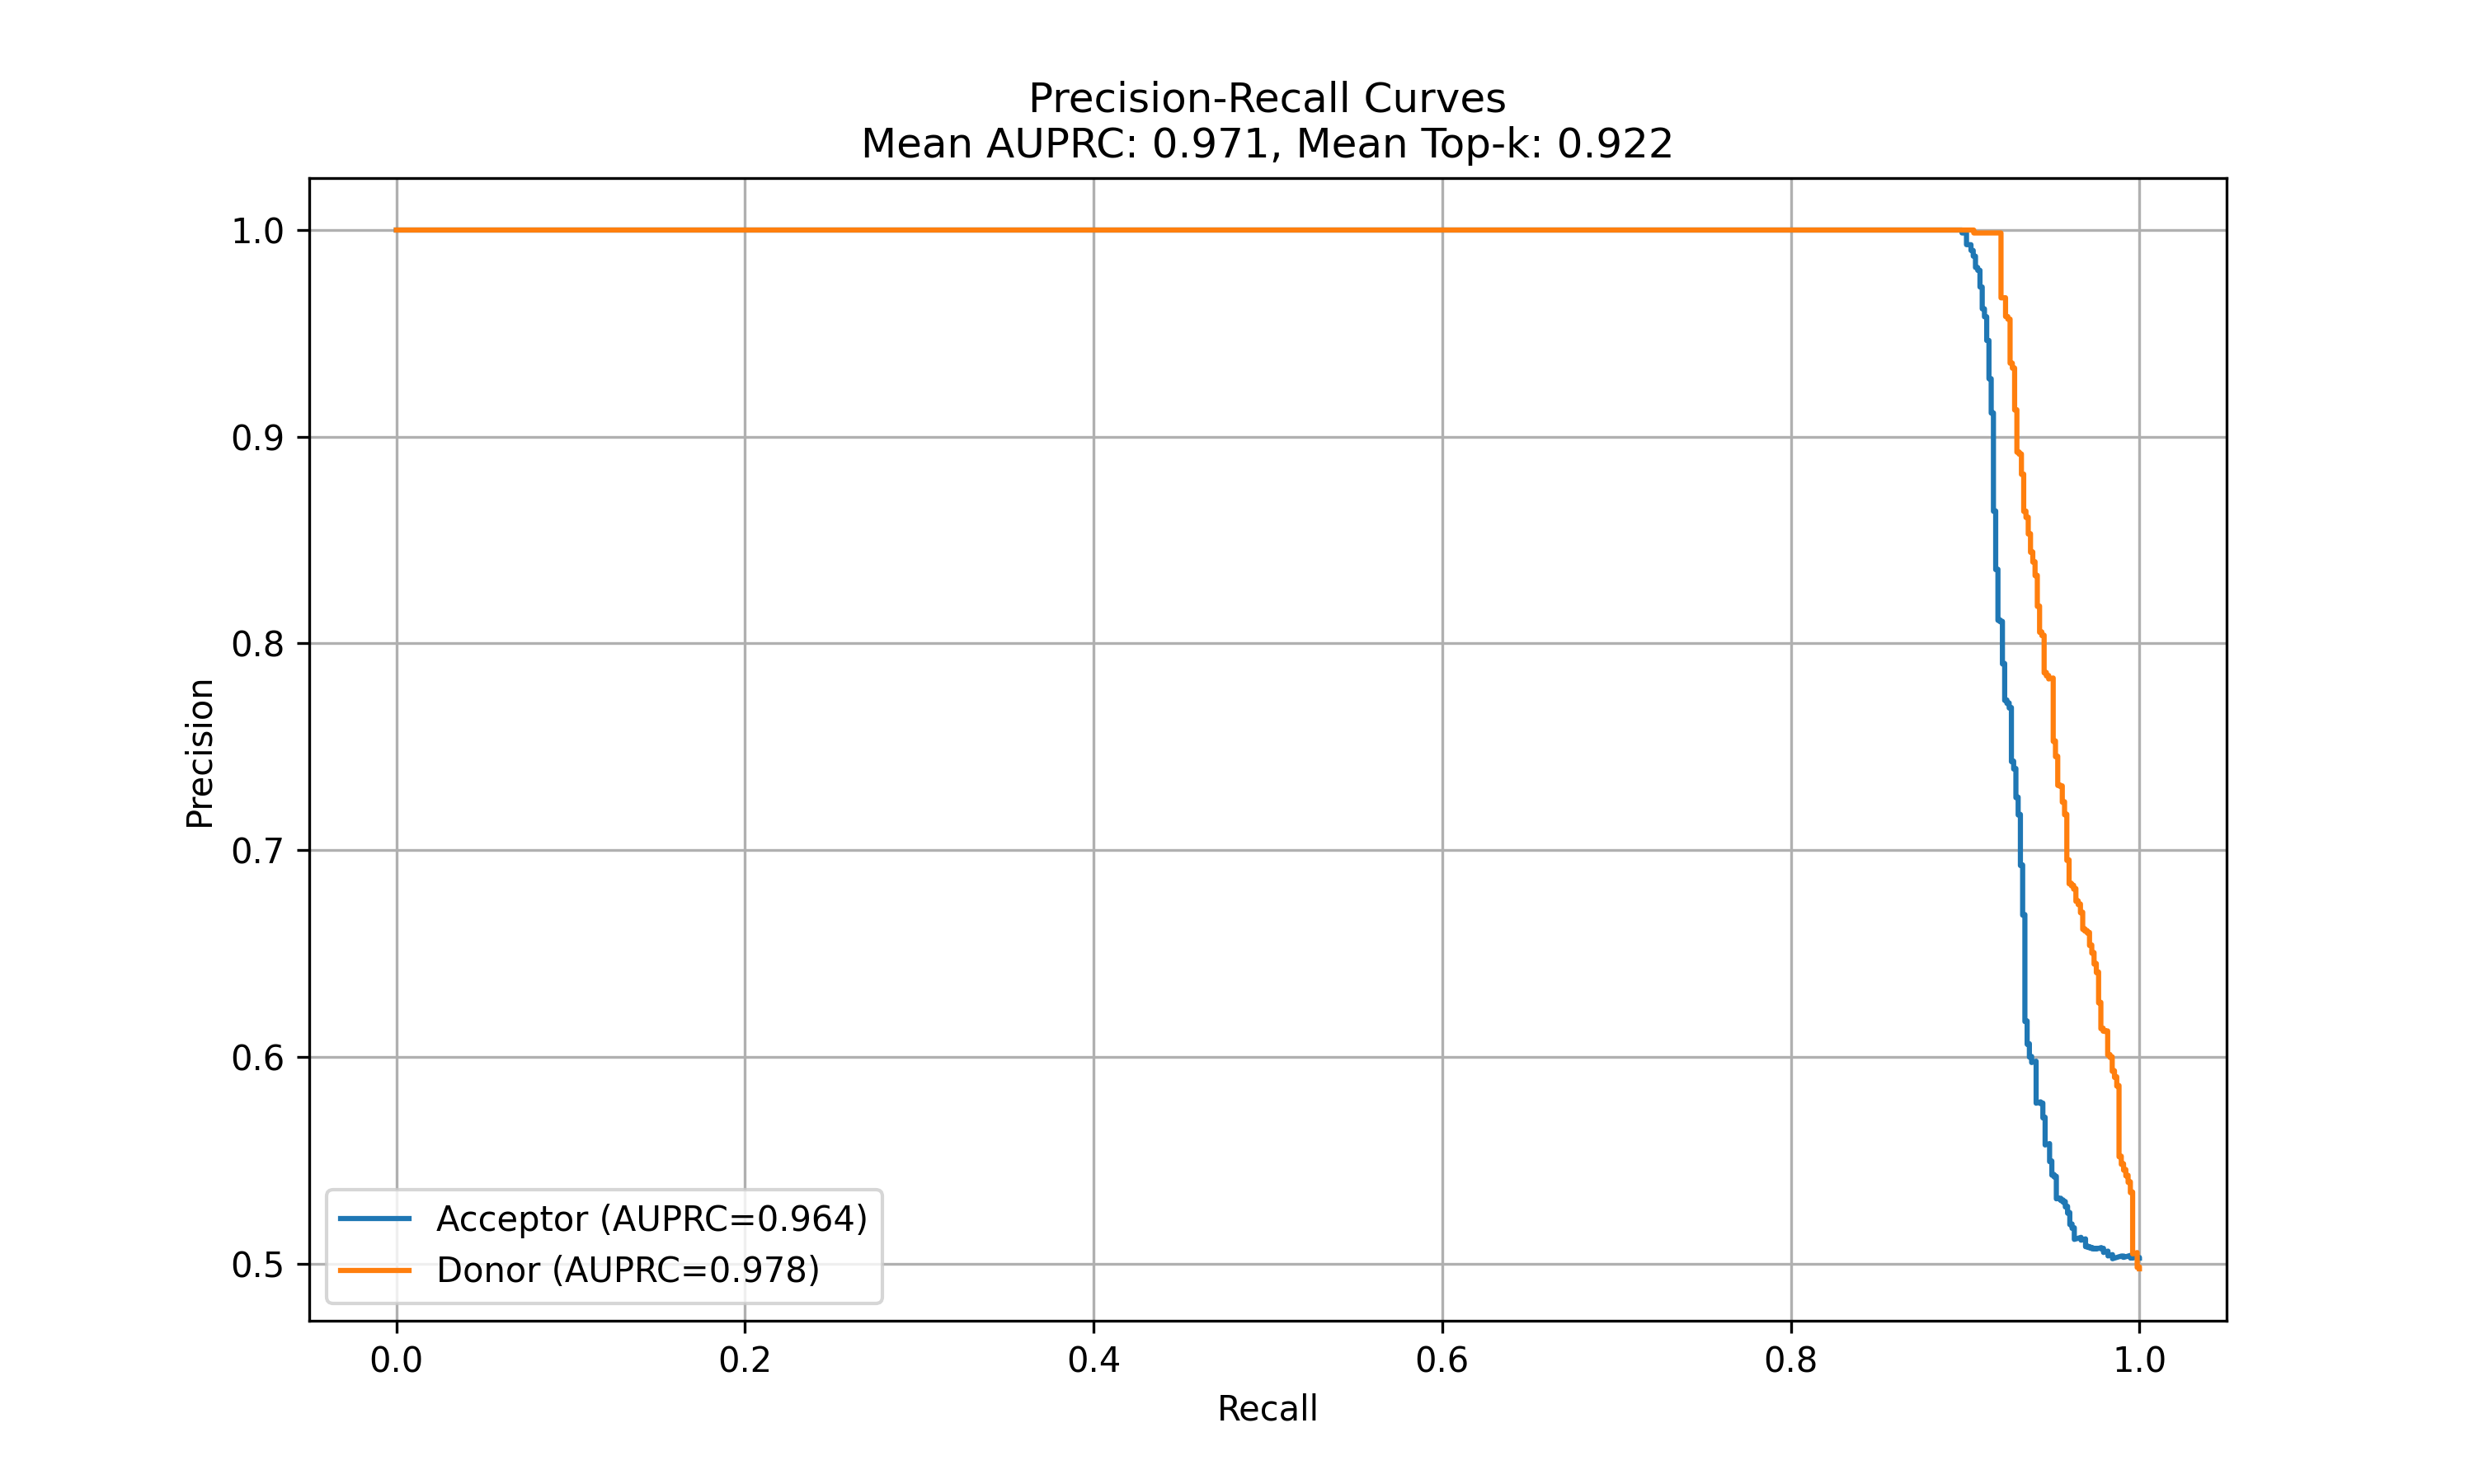 Precision-Recall Curves
Mean AUPRC: 0.971, Mean Top-k: 0.922
1.0
0.9
0.8
0.7
0.6
0.5
Precision
Acceptor (AUPRC=0.964)
Donor (AUPRC=0.978)
0.0 0.2 0.4 0.6 0.8 1.0
Recall